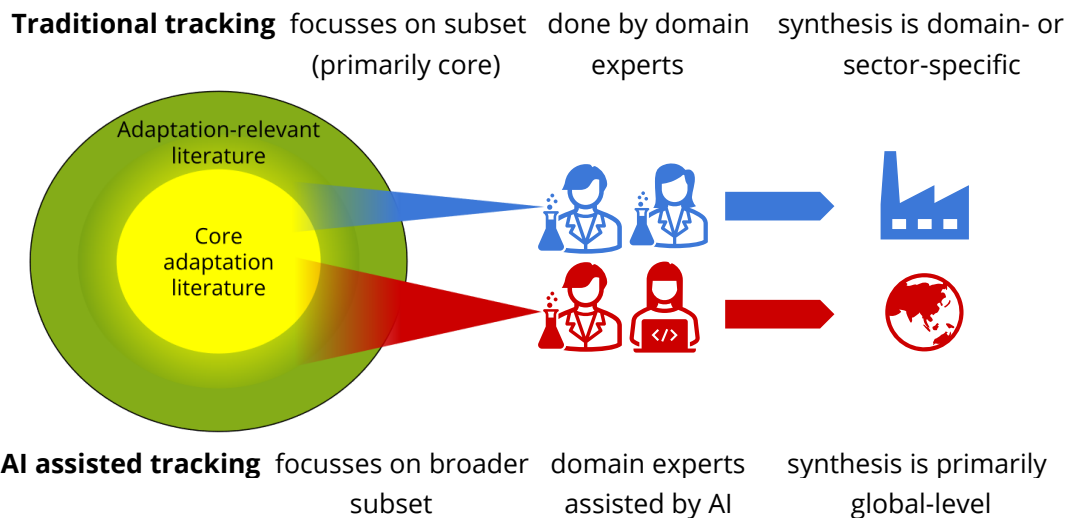 Traditional tracking focusses on subset done by domain synthesis is domain- or
(primarily core) experts sector-specific
Adaptation-relevant
literature
Core
adaptation
literature
</>
AI assisted tracking focusses on broader domain experts synthesis is primarily
subset assisted by AI global-level